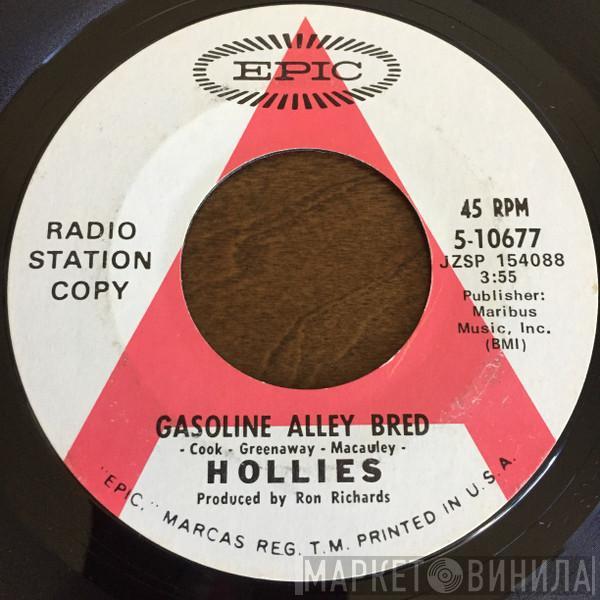 EPIC
RADIO
STATION
COPY
45 RPM
5-10677
JZSP 154088
3:55
Publisher:
Maribus
Music, Inc.
(BMI)
GASOLINE ALLEY BRED
- Cook - Greenaway - Macauley -
HOLLIES
Produced by Ron Richards
"EPIC," MARCAS REG. T.M. PRINTED IN U.S.A.
МАРКЕТ ВИНИЛА